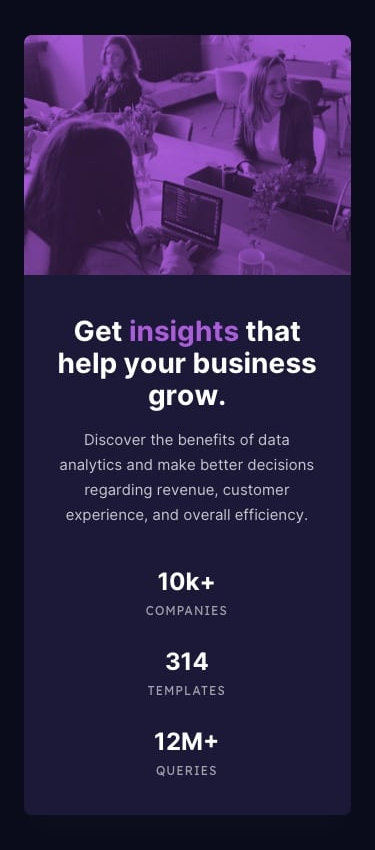 Get insights that
help your business
grow.
Discover the benefits of data
analytics and make better decisions
regarding revenue, customer
experience, and overall efficiency.
10k+
COMPANIES
314
TEMPLATES
12M+
QUERIES